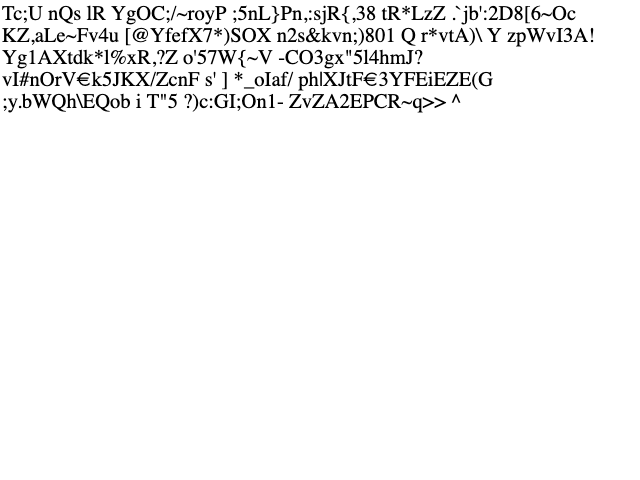 Tc;U nQs lR YgOC;/~royP ;5nL}Pn,:sjR{,38 tR*LzZ .`jb':2D8[6~Oc
KZ,aLe~Fv4u [@YfefX7*)SOX n2s&kvn;)801 Q r*vtA)\ Y zpWvI3A!
Yg1AXtdk*l%xR,?Z o'57W{~V -CO3gx"5l4hmJ?
vI#nOrV€k5JKX/ZcnF s' ] *_oIaf/ ph|XJtF€3YFEiEZE(G
;y.bWQh\EQob i T"5 ?)c:GI;On1- ZvZA2EPCR~q>> ^